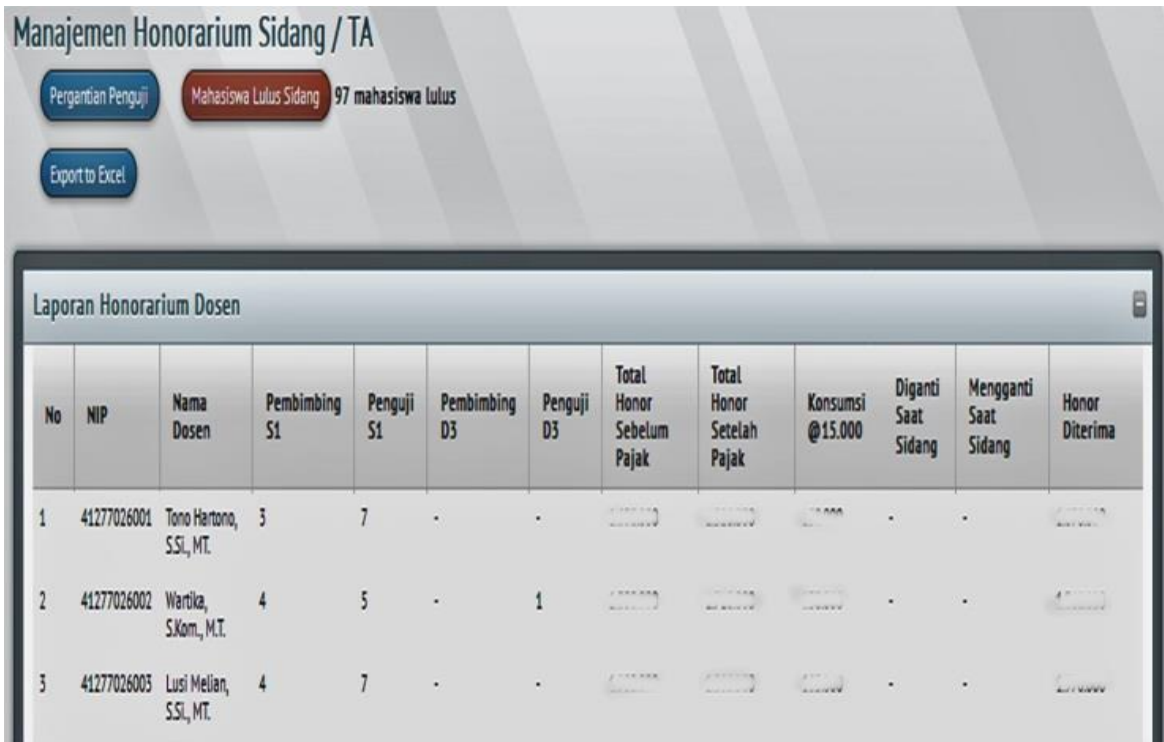 Manajemen Honorarium Sidang / TA
Pergantian Penguji Mahasiswa Lulus Sidang 97 mahasiswa lulus
Export to Excel
Laporan Honorarium Dosen
No NIP Nama Dosen Pembimbing S1 Penguji S1 Pembimbing D3 Penguji D3 Total Honor Sebelum Pajak Total Honor Setelah Pajak Konsumsi @15.000 Diganti Saat Sidang Mengganti Saat Sidang Honor Diterima
1 41277026001 Tono Hartono, 3 7 - - - -
S.Si., MT.
2 41277026002 Wartika, 4 5 - 1 - -
S.Kom., M.T.
3 41277026003 Lusi Melian, 4 7 - - - -
S.Si., MT.